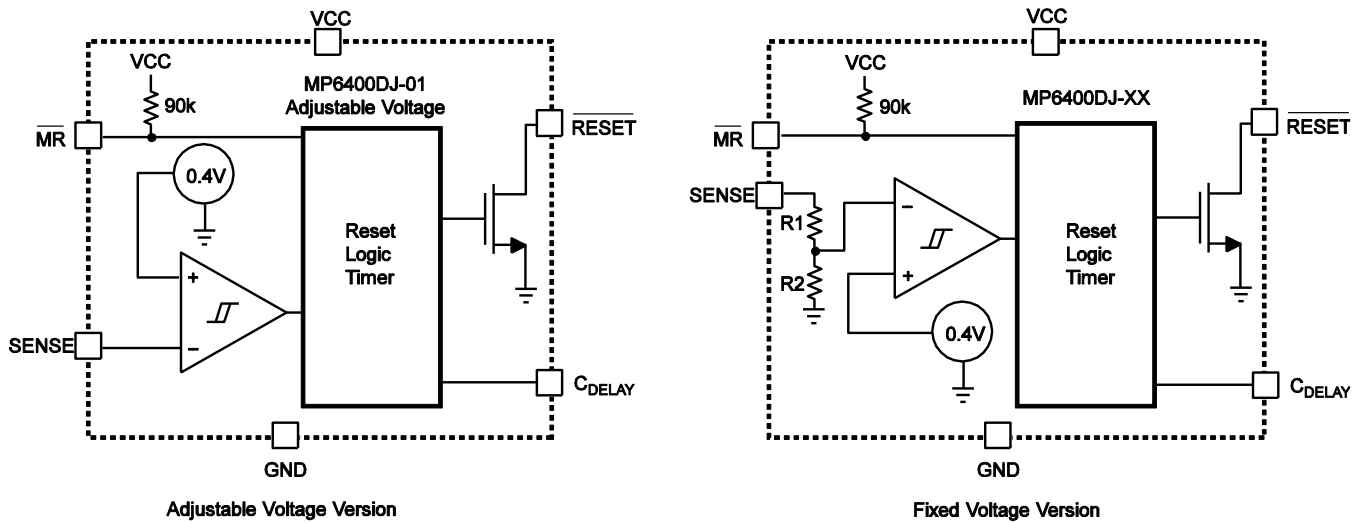 VCC
VCC
90k
MP6400DJ-01
Adjustable Voltage
MR
RESET
0.4V
Reset
Logic
Timer
+
−
SENSE
CDELAY
GND
Adjustable Voltage Version
VCC
VCC
90k
MP6400DJ-XX
MR
RESET
SENSE
R1
R2
−
+
0.4V
Reset
Logic
Timer
CDELAY
GND
Fixed Voltage Version